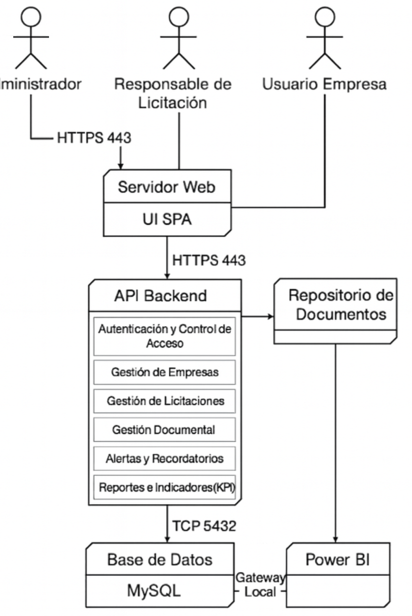 ministrador
Responsable de
Licitación
Usuario Empresa
HTTPS 443
Servidor Web
UI SPA
HTTPS 443
API Backend
Autenticación y Control de
Acceso
Gestión de Empresas
Gestión de Licitaciones
Gestión Documental
Alertas y Recordatorios
Reportes e Indicadores(KPI)
Repositorio de
Documentos
TCP 5432
Base de Datos
MySQL
Gateway
Local
Power BI